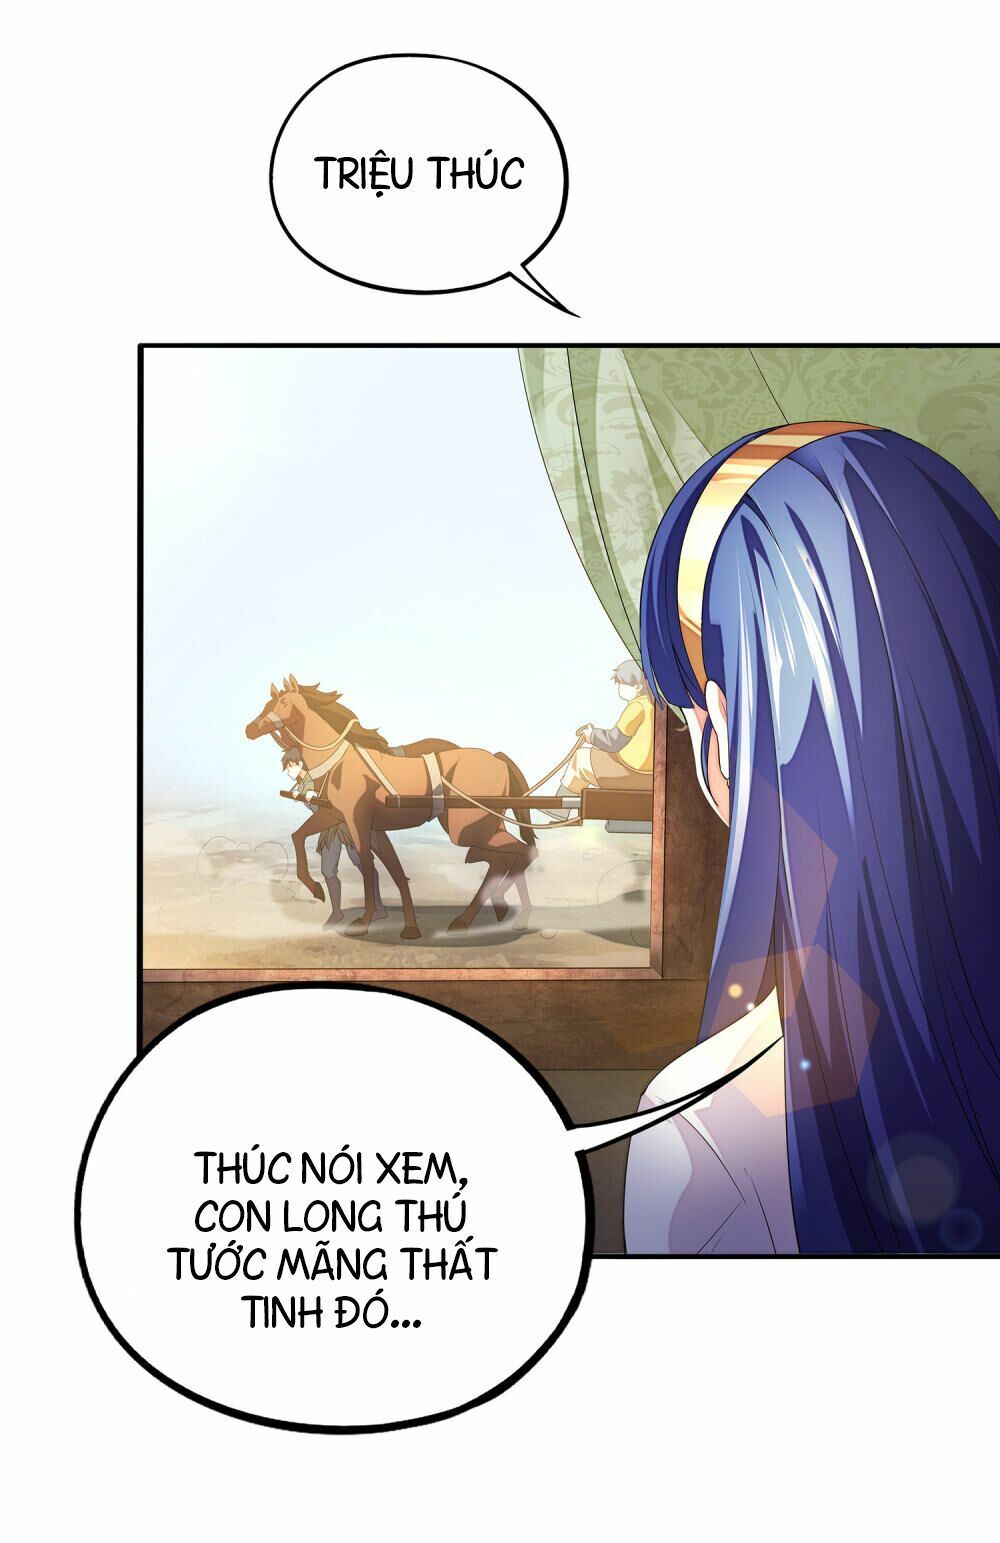 TRIỆU THÚC
THÚC NÓI XEM,
CON LONG THÚ
TƯỚC MÃNG THẤT
TINH ĐÓ...